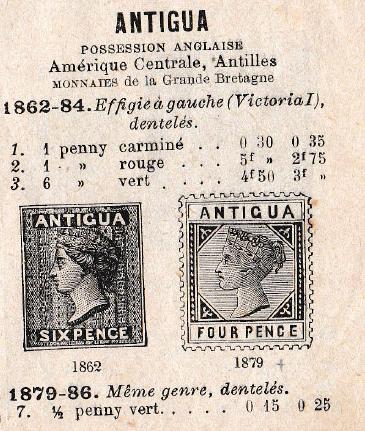 ANTIGUA
POSSESSION ANGLAISE
Amérique Centrale, Antilles
MONNAIES de la Grande Bretagne
1862-84. Effigie à gauche (Victoria I),
dentelés.
1. 1 penny carminé . . 0 30 0 35
2. 1 » rouge . . . 5f » 2f75
3. 6 » vert . . . . 4f50 3f »
ANTIGUA
SIX PENCE
1862
ANTIGUA
FOUR PENCE
1879
1879-86. Même genre, dentelés.
7. ½ penny vert. . . . . 0 15 0 25